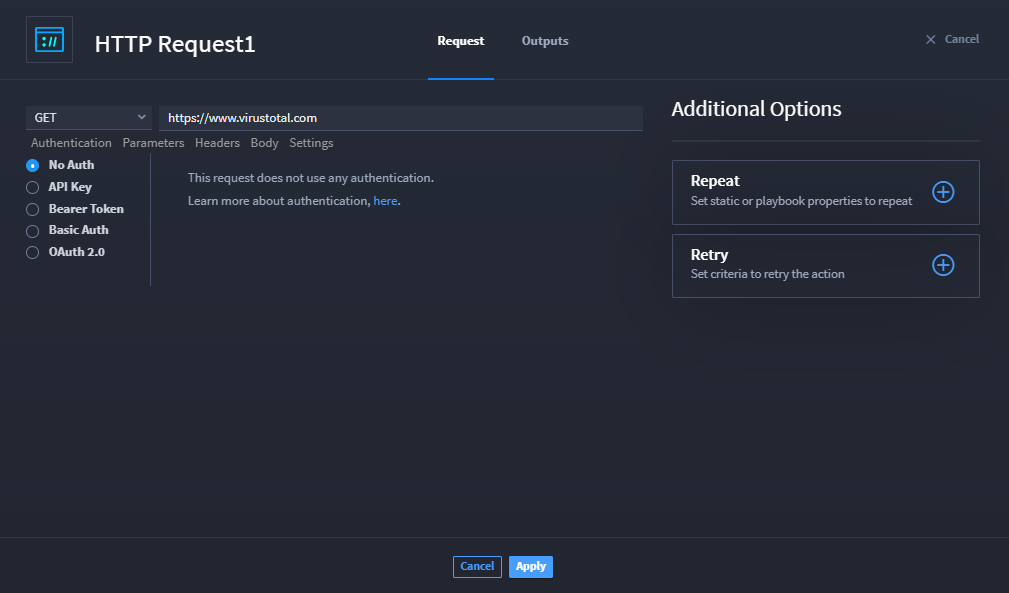 ://
HTTP Request1
Request
Outputs
Cancel
GET
https://www.virustotal.com
Authentication Parameters Headers Body Settings
No Auth
API Key
Bearer Token
Basic Auth
OAuth 2.0
This request does not use any authentication.
Learn more about authentication, here.
Additional Options
Repeat
Set static or playbook properties to repeat
Retry
Set criteria to retry the action
Cancel
Apply